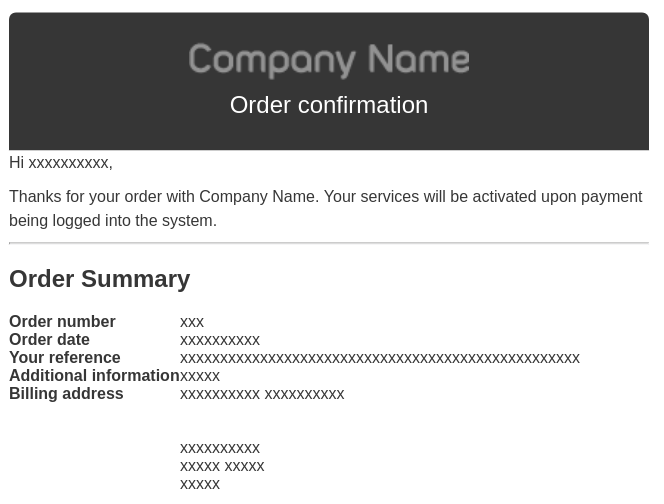 Company Name
Order confirmation
Hi xxxxxxxxxx,
Thanks for your order with Company Name. Your services will be activated upon payment
being logged into the system.
Order Summary
Order number xxx
Order date xxxxxxxxxx
Your reference xxxxxxxxxxxxxxxxxxxxxxxxxxxxxxxxxxxxxxxxxxxxxxxxxx
Additional information xxxxx
Billing address xxxxxxxxxx xxxxxxxxxx
xxxxxxxxxx
xxxxx xxxxx
xxxxx